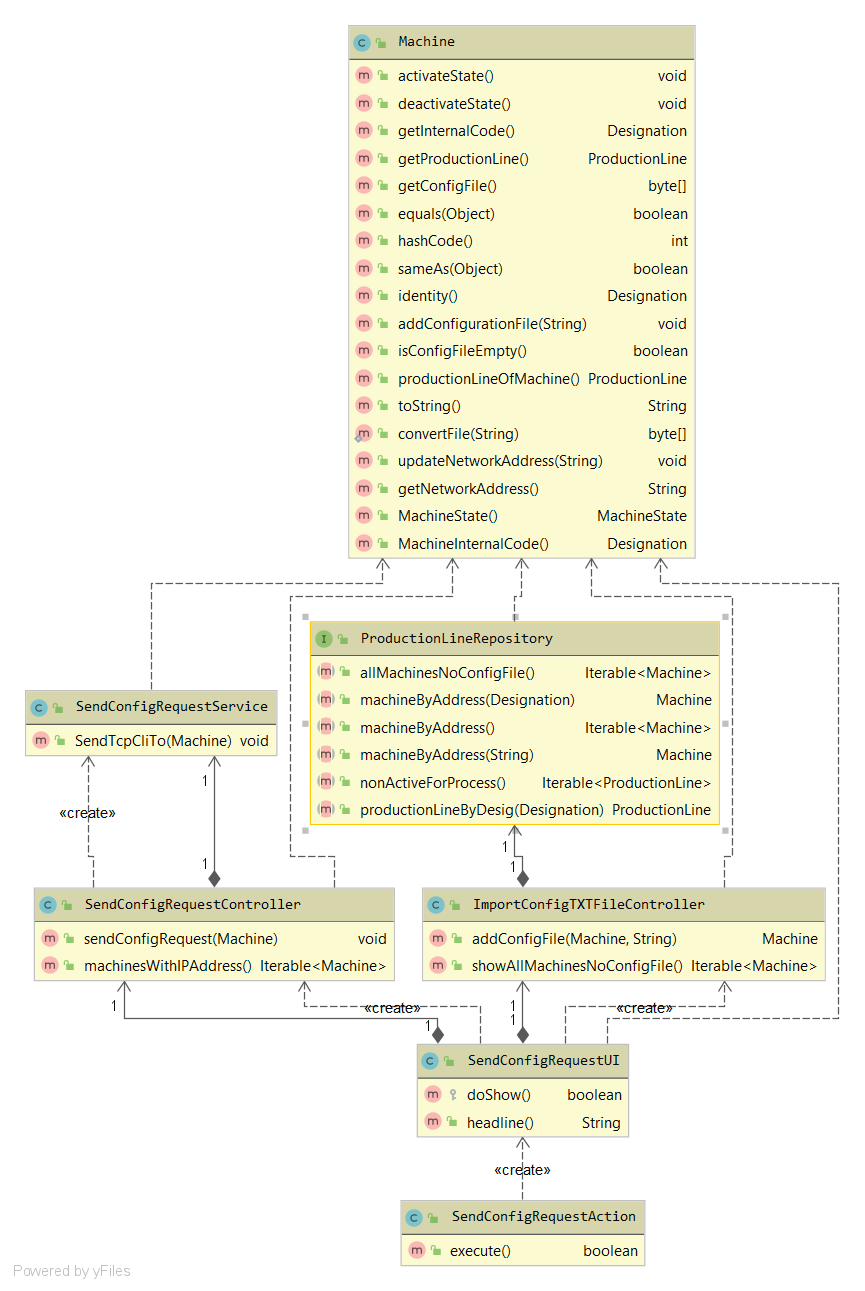 C Machine
m activateState() void
m deactivateState() void
m getInternalCode() Designation
m getProductionLine() ProductionLine
m getConfigFile() byte[]
m equals(Object) boolean
m hashCode() int
m sameAs(Object) boolean
m identity() Designation
m addConfigurationFile(String) void
m isConfigFileEmpty() boolean
m productionLineOfMachine() ProductionLine
m toString() String
m convertFile(String) byte[]
m updateNetworkAddress(String) void
m getNetworkAddress() String
m MachineState() MachineState
m MachineInternalCode() Designation
I ProductionLineRepository
m allMachinesNoConfigFile() Iterable<Machine>
m machineByAddress(Designation) Machine
m machineByAddress() Iterable<Machine>
m machineByAddress(String) Machine
m nonActiveForProcess() Iterable<ProductionLine>
m productionLineByDesig(Designation) ProductionLine
C SendConfigRequestService
m SendTcpCliTo(Machine) void
1
«create»
1
1
1
C SendConfigRequestController
m sendConfigRequest(Machine) void
m machinesWithIPAddress() Iterable<Machine>
C ImportConfigTXTFileController
m addConfigFile(Machine, String) Machine
m showAllMachinesNoConfigFile() Iterable<Machine>
1 «create» 1 «create»
1 1
C SendConfigRequestUI
m doShow() boolean
m headline() String
«create»
C SendConfigRequestAction
m execute() boolean
Powered by yFiles